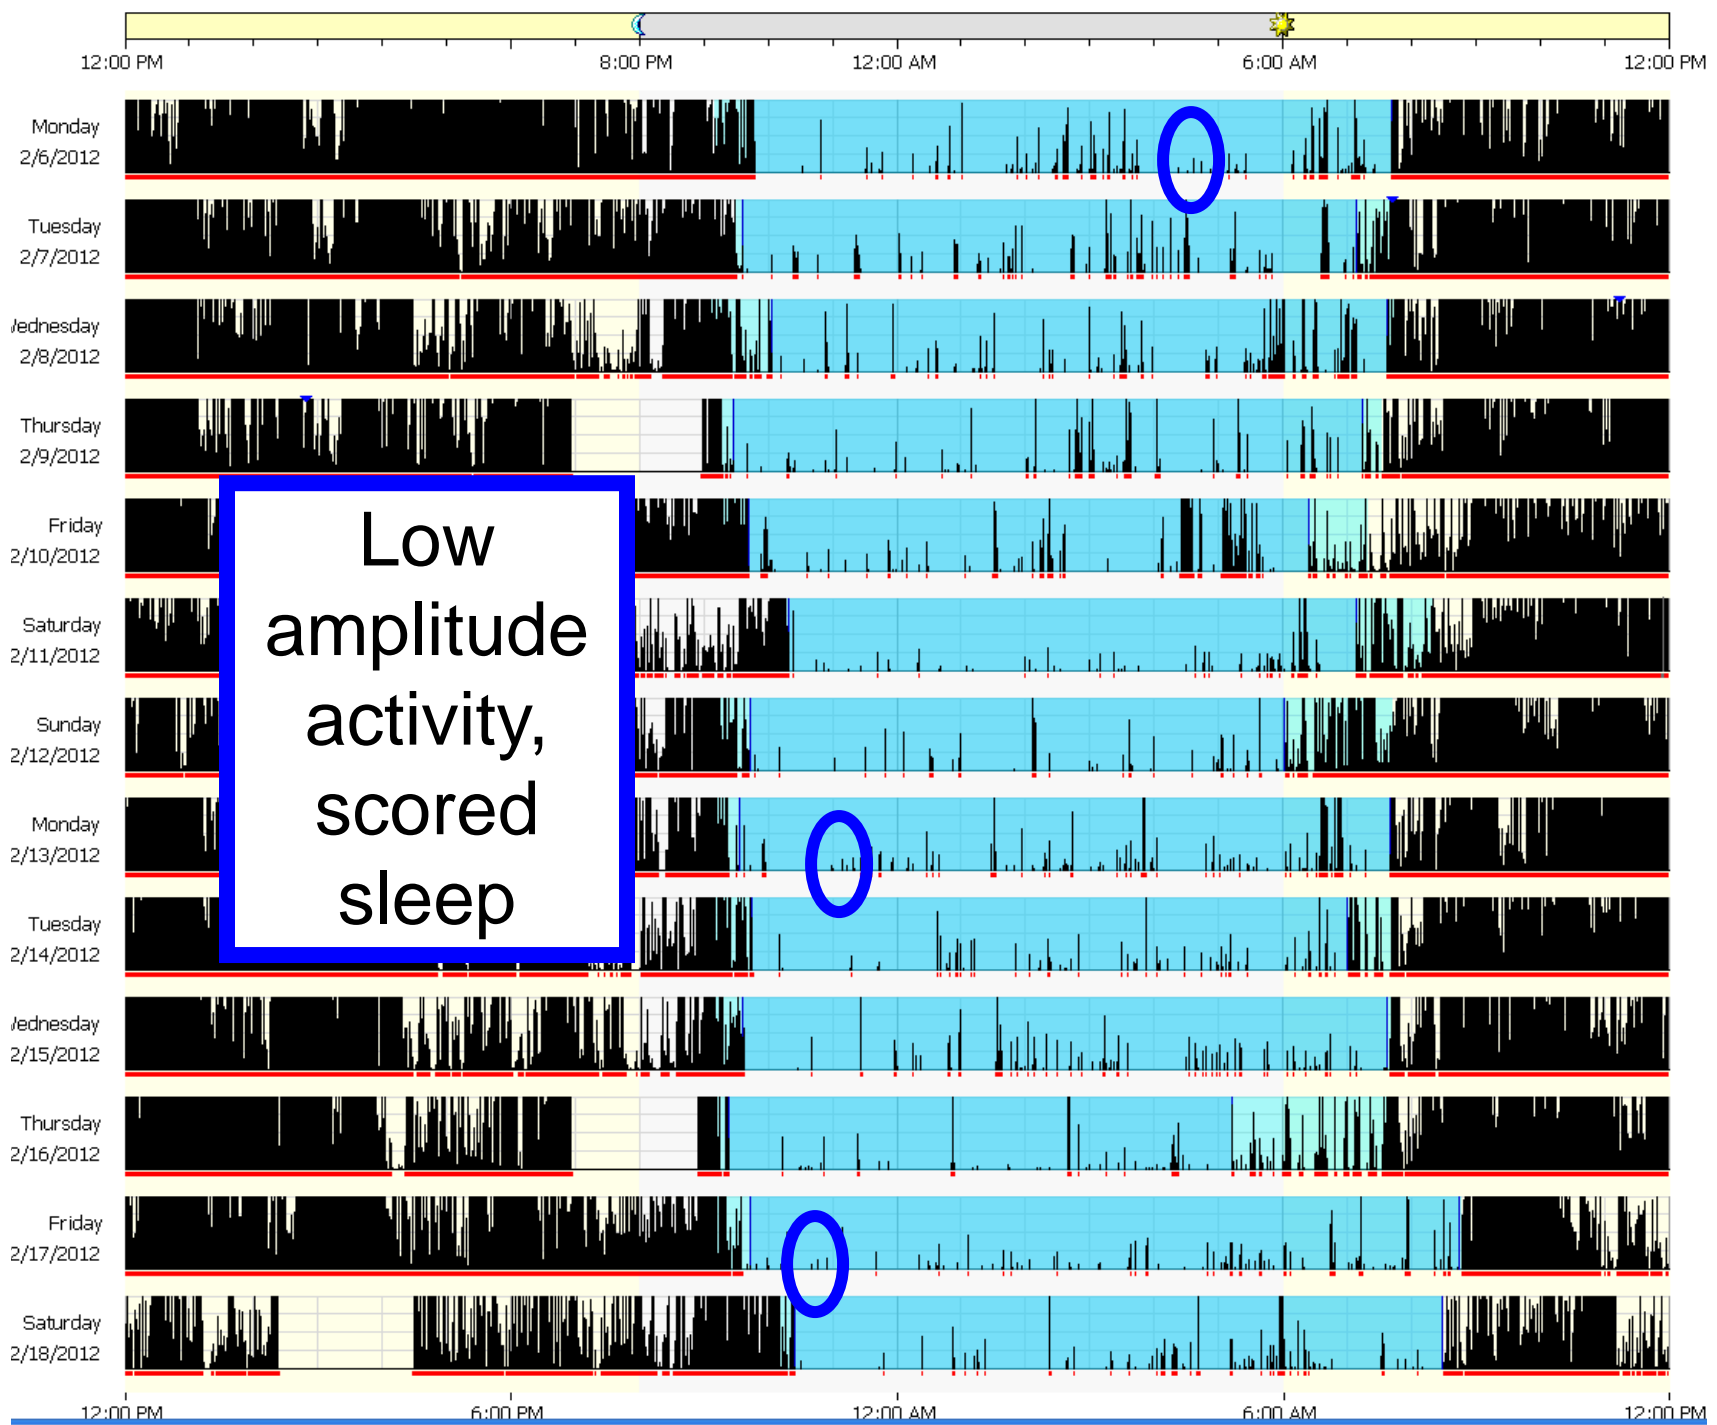 12:00 PM 8:00 PM 12:00 AM 6:00 AM 12:00 PM
Monday
2/6/2012
Tuesday
2/7/2012
/ednesday
2/8/2012
Thursday
2/9/2012
Friday
2/10/2012
Saturday
2/11/2012
Sunday
2/12/2012
Monday
2/13/2012
Tuesday
2/14/2012
/ednesday
2/15/2012
Thursday
2/16/2012
Friday
2/17/2012
Saturday
2/18/2012
Low
amplitude
activity,
scored
sleep
12:00 PM 6:00 PM 12:00 AM 6:00 AM 12:00 PM